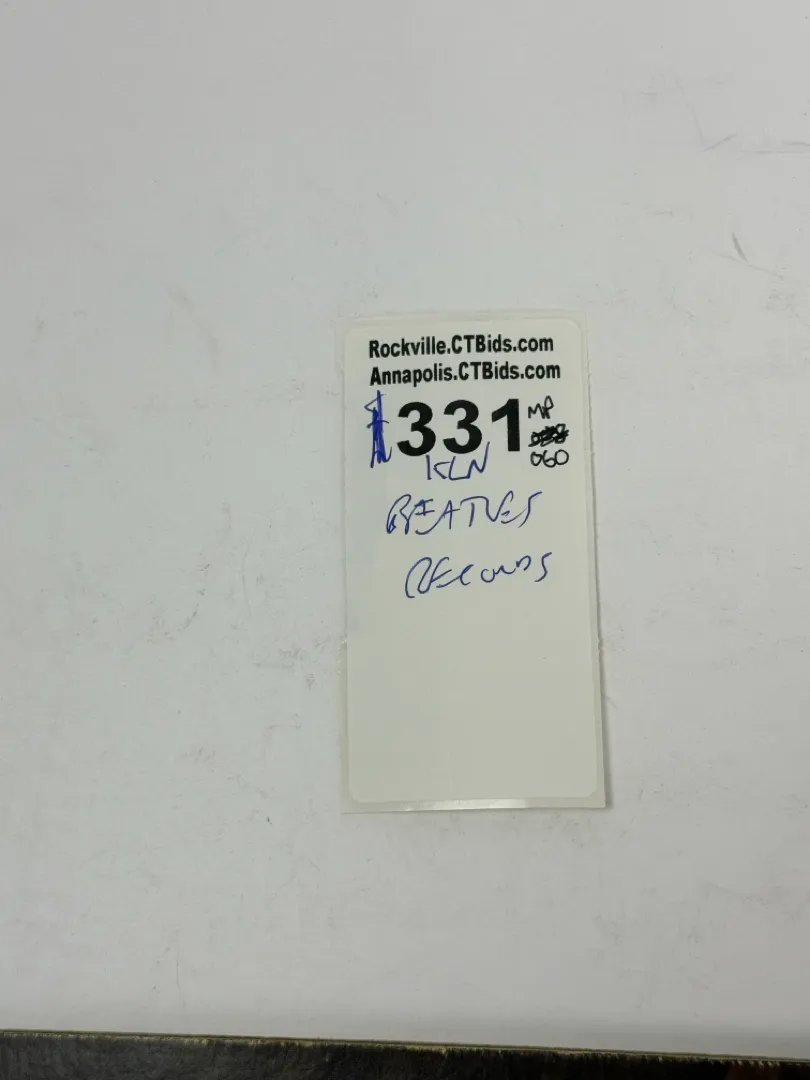 Rockville.CTBids.com
Annapolis.CTBids.com
331 MP
060
KLN
BEATLES
RECORDS